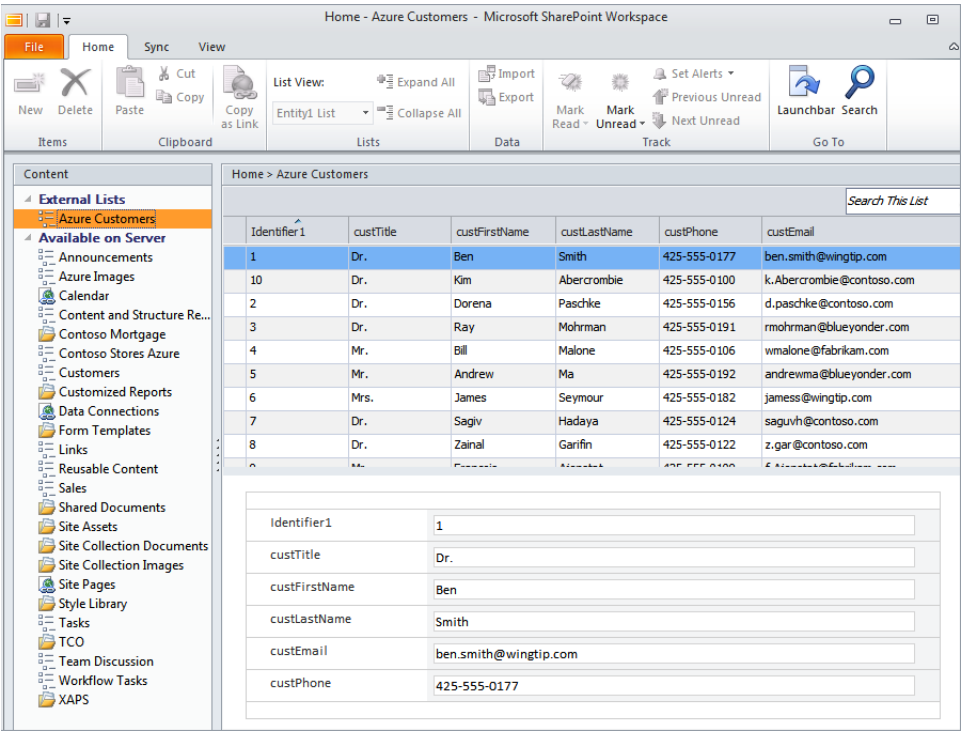 Home - Azure Customers - Microsoft SharePoint Workspace
File Home Sync View
New Delete Paste Cut Copy Copy as Link List View: Entity1 List Expand All Collapse All Import Export Mark Read Mark Unread Set Alerts Previous Unread Next Unread Launchbar Search
Items Clipboard Lists Data Track Go To
Content
External Lists
Azure Customers
Available on Server
Announcements
Azure Images
Calendar
Content and Structure Re...
Contoso Mortgage
Contoso Stores Azure
Customers
Customized Reports
Data Connections
Form Templates
Links
Reusable Content
Sales
Shared Documents
Site Assets
Site Collection Documents
Site Collection Images
Site Pages
Style Library
Tasks
TCO
Team Discussion
Workflow Tasks
XAPS
Home > Azure Customers
Search This List
Identifier1 custTitle custFirstName custLastName custPhone custEmail
1 Dr. Ben Smith 425-555-0177 ben.smith@wingtip.com
10 Dr. Kim Abercrombie 425-555-0100 k.Abercrombie@contoso.com
2 Dr. Dorena Paschke 425-555-0156 d.paschke@contoso.com
3 Dr. Ray Mohrman 425-555-0191 rmohrman@blueyonder.com
4 Mr. Bill Malone 425-555-0106 wmalone@fabrikam.com
5 Mr. Andrew Ma 425-555-0192 andrewma@blueyonder.com
6 Mrs. James Seymour 425-555-0182 jamess@wingtip.com
7 Dr. Sagiv Hadaya 425-555-0124 saguvh@contoso.com
8 Dr. Zainal Garifin 425-555-0122 z.gar@contoso.com
Identifier1 1
custTitle Dr.
custFirstName Ben
custLastName Smith
custEmail ben.smith@wingtip.com
custPhone 425-555-0177